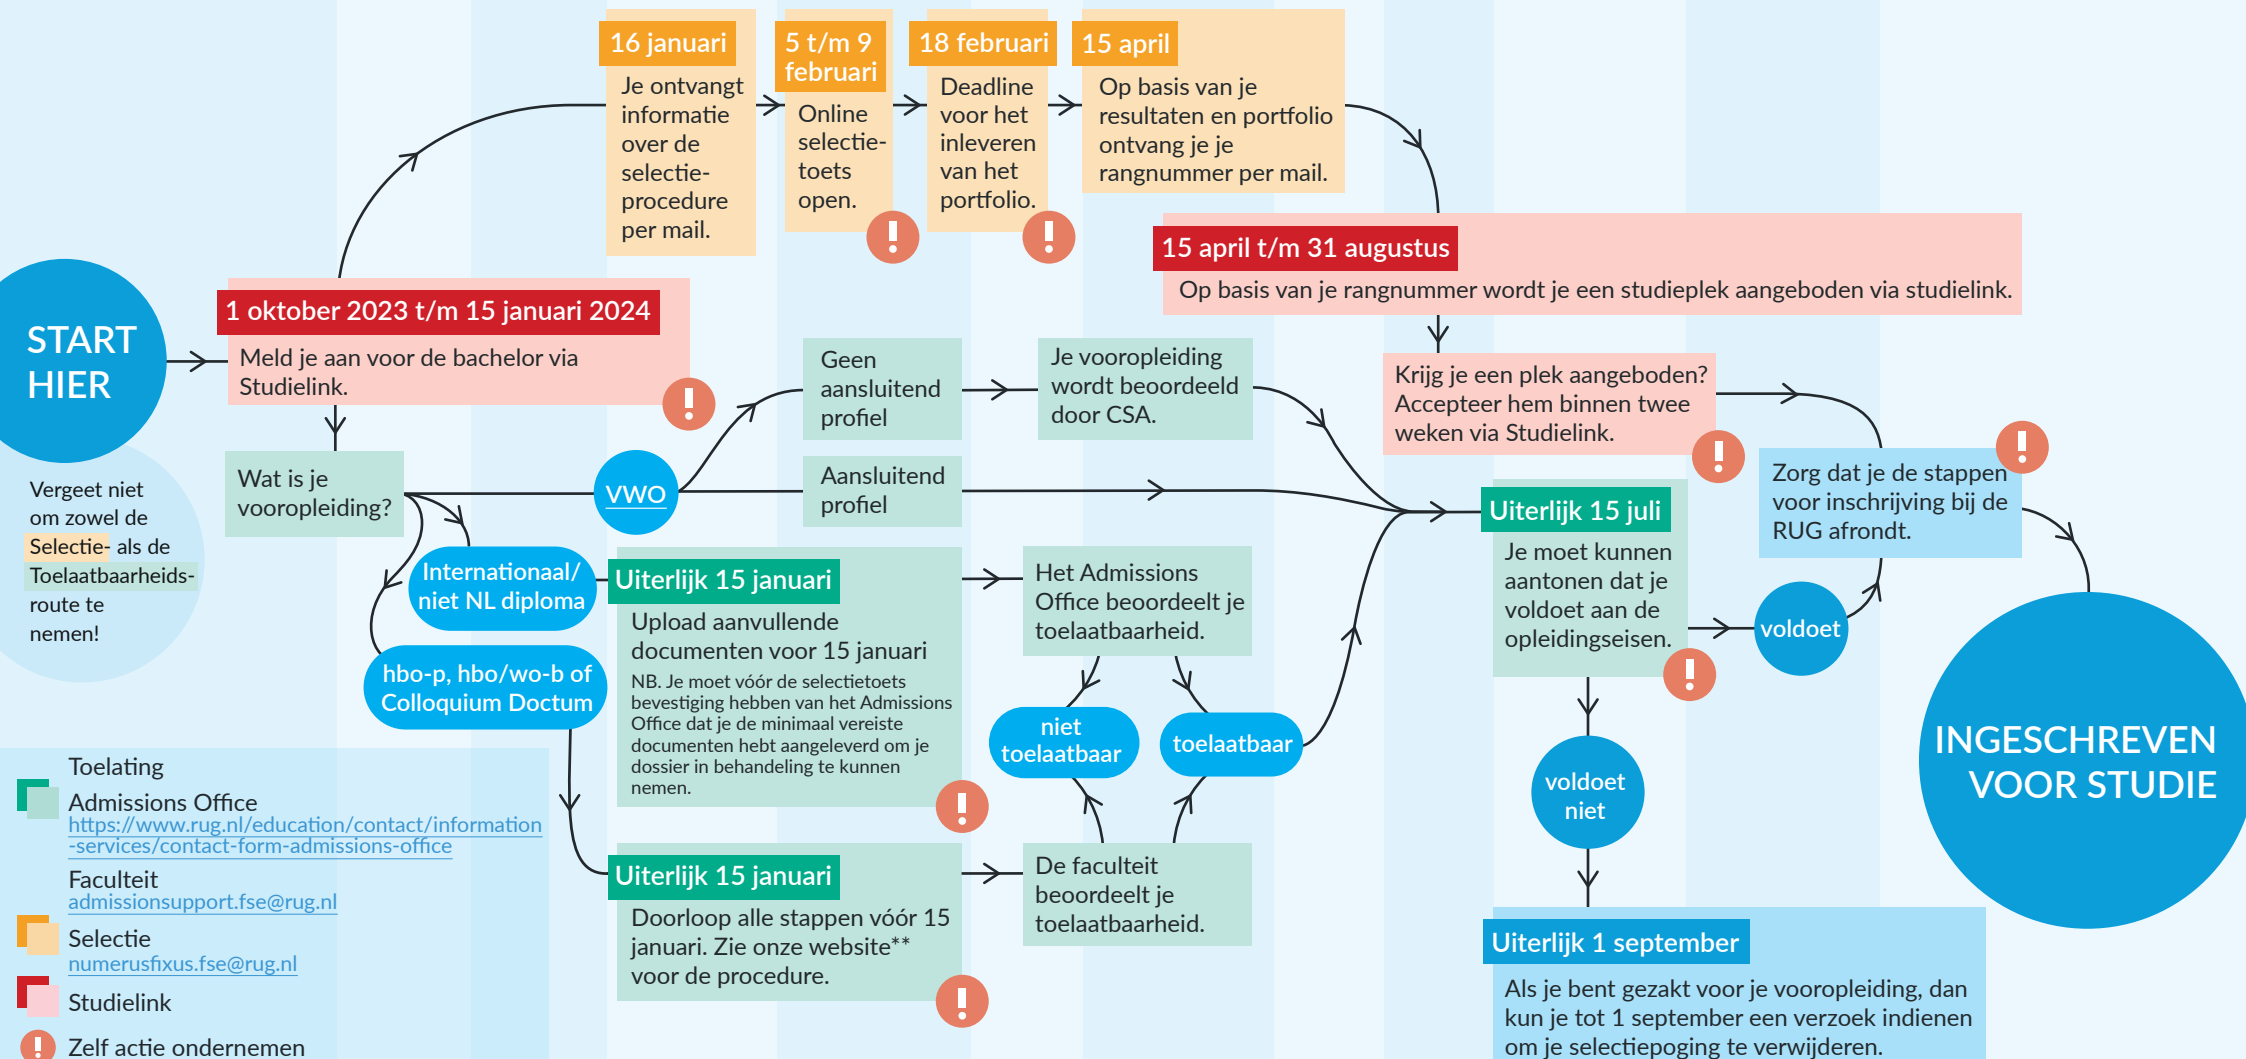 START
HIER
Vergeet niet
om zowel de
Selectie- als de
Toelaatbaarheids-
route te
nemen!
1 oktober 2023 t/m 15 januari 2024
Meld je aan voor de bachelor via
Studielink.
16 januari
Je ontvangt
informatie
over de
selectie-
procedure
per mail.
5 t/m 9
februari
Online
selectie-
toets
open.
18 februari
Deadline
voor het
inleveren
van het
portfolio.
15 april
Op basis van je
resultaten en portfolio
ontvang je je
rangnummer per mail.
15 april t/m 31 augustus
Op basis van je rangnummer wordt je een studieplek aangeboden via studielink.
Krijg je een plek aangeboden?
Accepteer hem binnen twee
weken via Studielink.
Wat is je
vooropleiding?
VWO
Geen
aansluitend
profiel
Je vooropleiding
wordt beoordeeld
door CSA.
Aansluitend
profiel
Internationaal/
niet NL diploma
Uiterlijk 15 januari
Upload aanvullende
documenten voor 15 januari
NB. Je moet vóór de selectietoets
bevestiging hebben van het Admissions
Office dat je de minimaal vereiste
documenten hebt aangeleverd om je
dossier in behandeling te kunnen
nemen.
Het Admissions
Office beoordeelt je
toelaatbaarheid.
niet
toelaatbaar
toelaatbaar
hbo-p, hbo/wo-b of
Colloquium Doctum
Uiterlijk 15 januari
Doorloop alle stappen vóór 15
januari. Zie onze website**
voor de procedure.
De faculteit
beoordeelt je
toelaatbaarheid.
Uiterlijk 15 juli
Je moet kunnen
aantonen dat je
voldoet aan de
opleidingseisen.
voldoet
Zorg dat je de stappen
voor inschrijving bij de
RUG afrondt.
voldoet
niet
Uiterlijk 1 september
Als je bent gezakt voor je vooropleiding, dan
kun je tot 1 september een verzoek indienen
om je selectiepoging te verwijderen.
INGESCHREVEN
VOOR STUDIE
Toelating
Admissions Office
https://www.rug.nl/education/contact/information
-services/contact-form-admissions-office
Faculteit
admissionsupport.fse@rug.nl
Selectie
numerusfixus.fse@rug.nl
Studielink
Zelf actie ondernemen